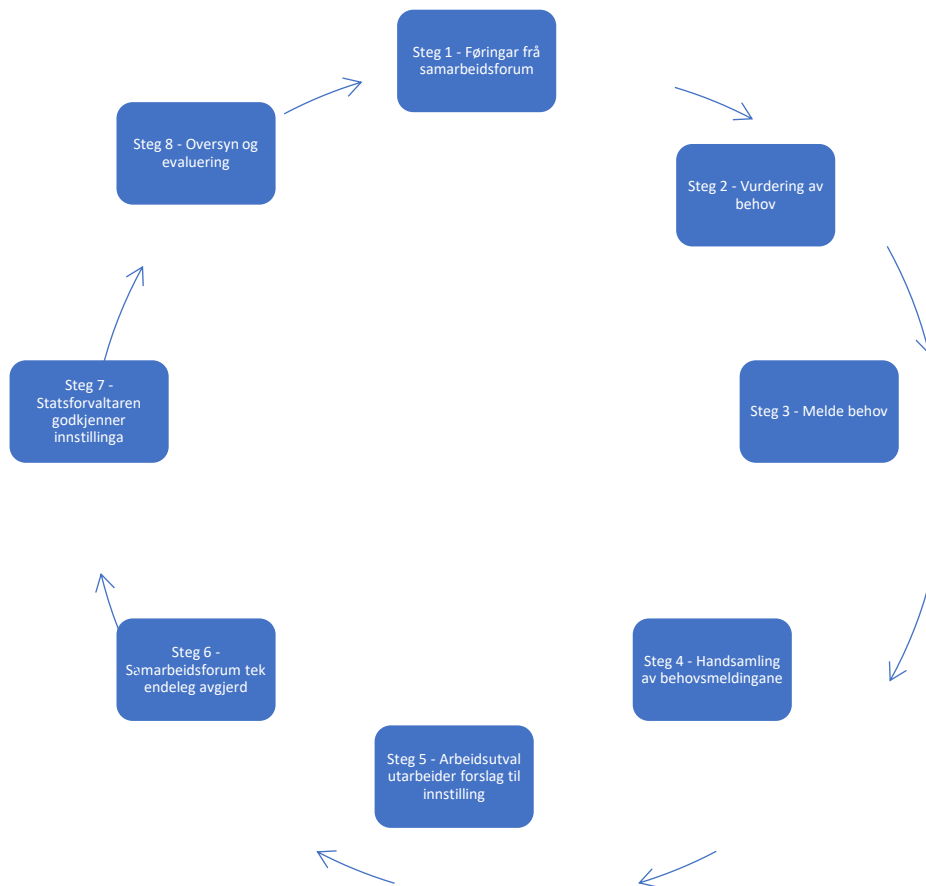 Steg 1 - Føringar frå
samarbeidsforum
Steg 2 - Vurdering av
behov
Steg 3 - Melde behov
Steg 4 - Handsamling
av behovsmeldingane
Steg 5 - Arbeidsutval
utarbeider forslag til
innstilling
Steg 6 -
Samarbeidsforum tek
endeleg avgjerd
Steg 7 -
Statsforvaltaren
godkjenner
innstillinga
Steg 8 - Oversyn og
evaluering